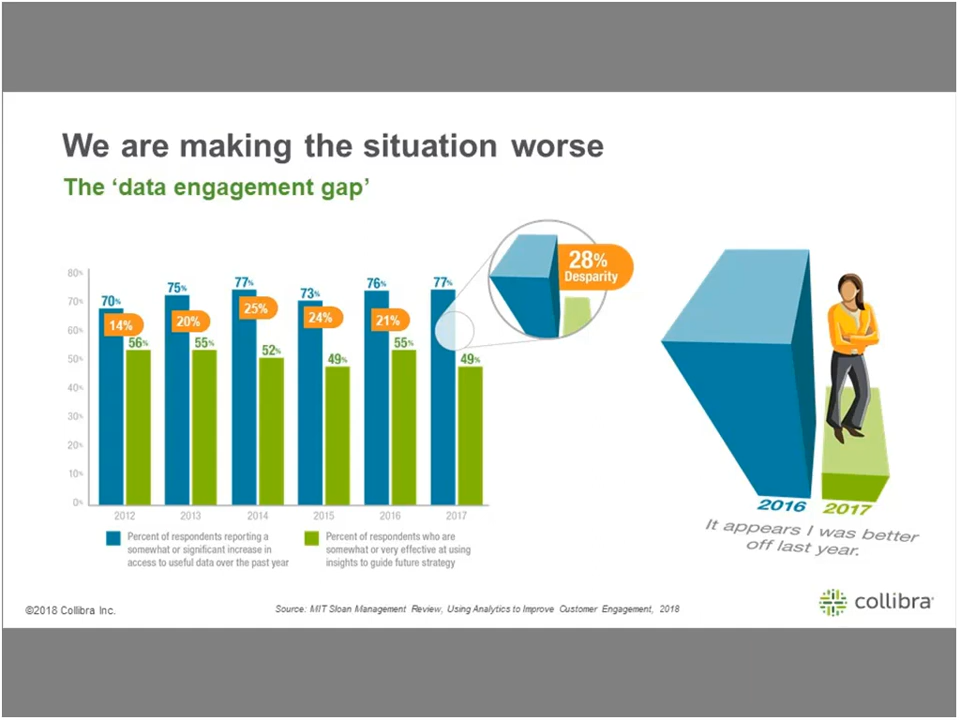 We are making the situation worse
The ‘data engagement gap’
28%
Disparity
80%
70%
60%
50%
40%
30%
20%
10%
0%
70%
14%
56%
75%
20%
55%
77%
25%
52%
73%
24%
49%
76%
21%
55%
77%
49%
2012
2013
2014
2015
2016
2017
Percent of respondents reporting a
somewhat or significant increase in
access to useful data over the past year
Percent of respondents who are
somewhat or very effective at using
insights to guide future strategy
2016
2017
It appears I was better
off last year.
©2018 Collibra Inc.
Source: MIT Sloan Management Review, Using Analytics to Improve Customer Engagement, 2018
collibra